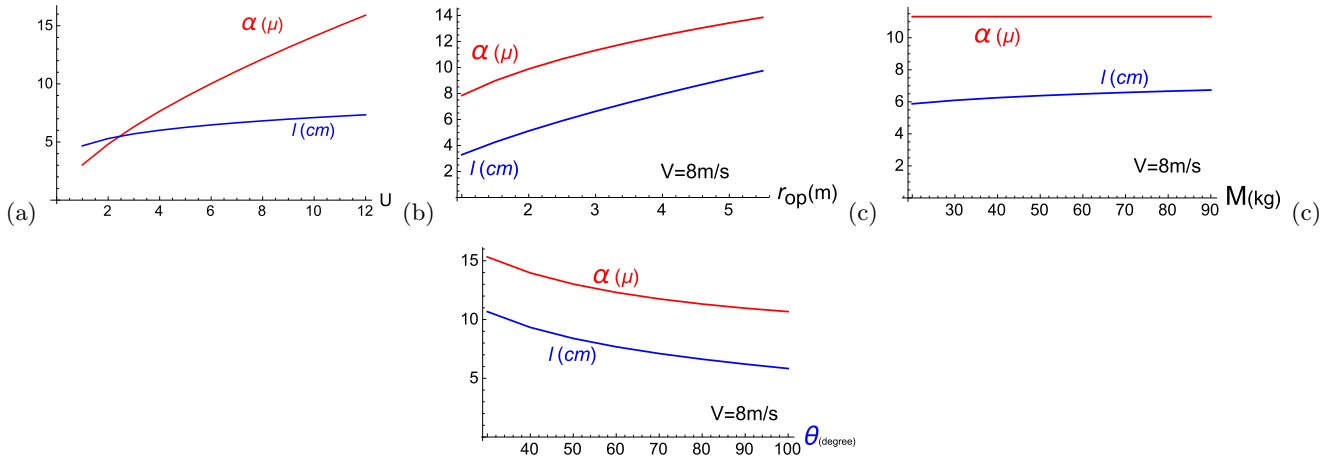 15
10
5
α (μ)
l (cm)
2 4 6 8 10 12 U
(a)
14
12
10
8
6
4
2
α (μ)
l (cm)
V=8m/s
2 3 4 5 r_op(m)
(b)
10
8
6
4
2
α (μ)
l (cm)
V=8m/s
30 40 50 60 70 80 90 M(kg)
(c)
(c)
15
10
5
α (μ)
l (cm)
V=8m/s
40 50 60 70 80 90 100 θ(degree)